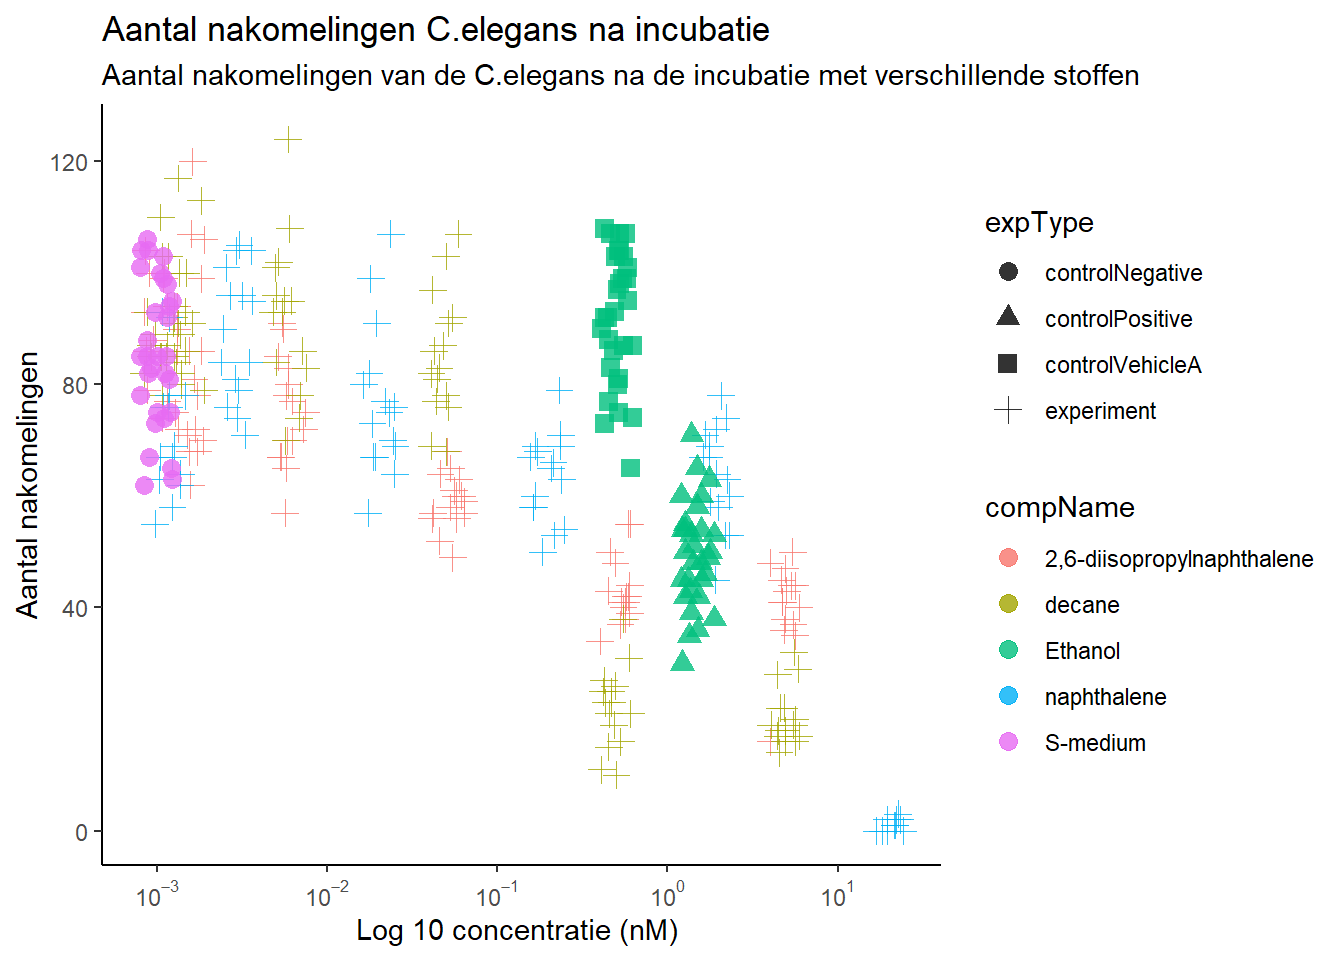 Aantal nakomelingen C.elegans na incubatie
Aantal nakomelingen van de C.elegans na de incubatie met verschillende stoffen
Aantal nakomelingen
120
80
40
0
10⁻³
10⁻²
10⁻¹
10⁰
10¹
Log 10 concentratie (nM)
expType
controlNegative
controlPositive
controlVehicleA
experiment
compName
2,6-diisopropylnaphthalene
decane
Ethanol
naphthalene
S-medium